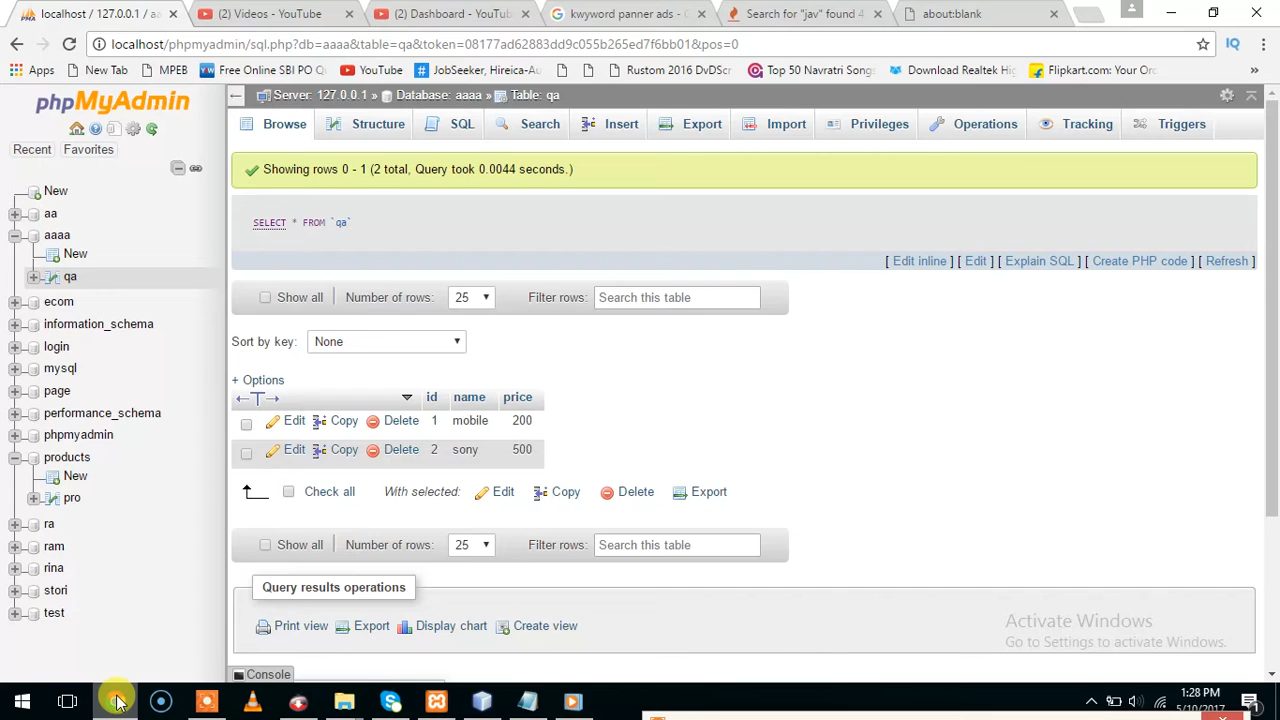 localhost / 127.0.0.1 / aa
(2) Videos - YouTube
(2) Dashboard - YouTub
kwyword panner ads -
Search for "jav" found 4
about:blank
localhost/phpmyadmin/sql.php?db=aaaa&table=qa&token=08177ad62883dd9c055b265ed7f6bb01&pos=0
Apps
New Tab
MPEB
Free Online SBI PO Q
YouTube
JobSeeker, Hireica-Au
Rustom 2016 DvDScr
Top 50 Navratri Song
Download Realtek Hig
Flipkart.com: Your On
»
phpMyAdmin
Server: 127.0.0.1 » Database: aaaa » Table: qa
Browse
Structure
SQL
Search
Insert
Export
Import
Privileges
Operations
Tracking
Triggers
Recent
Favorites
New
aa
aaaa
New
qa
ecom
information_schema
login
mysql
page
performance_schema
phpmyadmin
products
New
pro
ra
ram
rina
stori
test
Showing rows 0 - 1 (2 total, Query took 0.0044 seconds.)
SELECT * FROM `qa`
[ Edit inline ] [ Edit ] [ Explain SQL ] [ Create PHP code ] [ Refresh ]
Show all
Number of rows: 25
Filter rows: Search this table
Sort by key: None
+ Options
id name price
Edit Copy Delete 1 mobile 200
Edit Copy Delete 2 sony 500
Check all With selected: Edit Copy Delete Export
Show all
Number of rows: 25
Filter rows: Search this table
Query results operations
Print view Export Display chart Create view
Activate Windows
Go to Settings to activate Windows.
Console
1:28 PM
5/10/2017
1